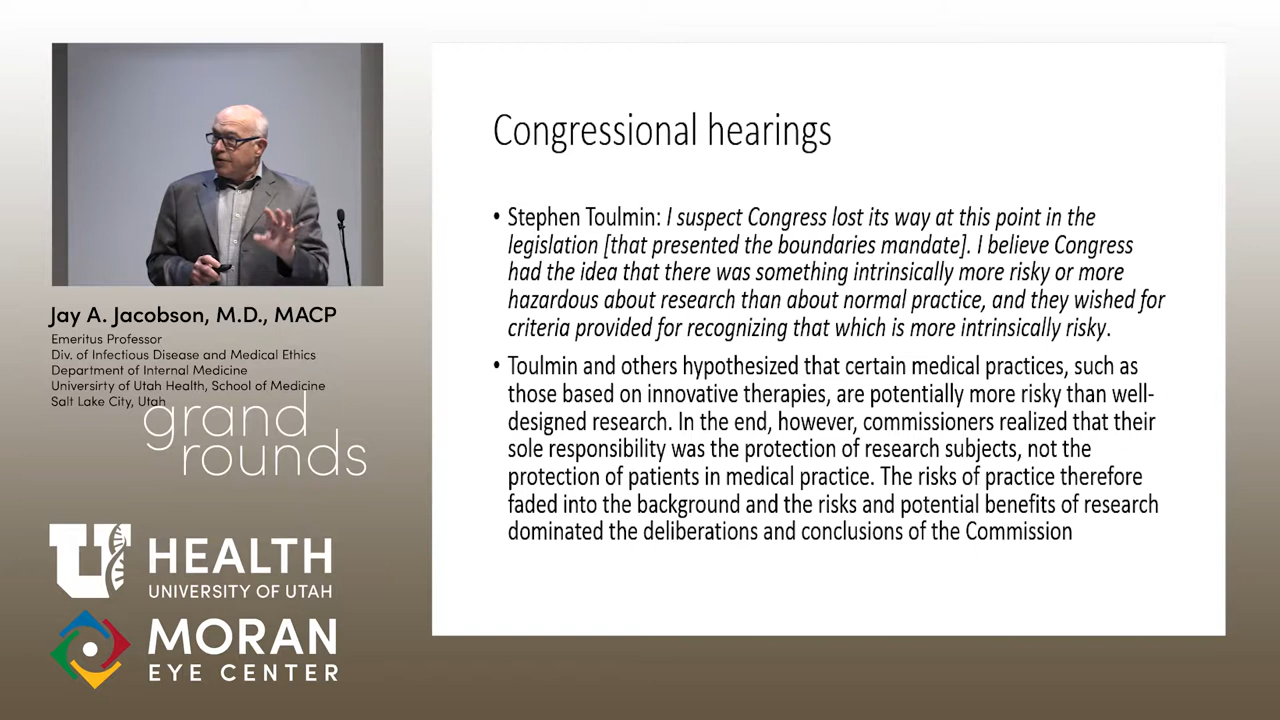 Congressional hearings
• Stephen Toulmin: I suspect Congress lost its way at this point in the
legislation [that presented the boundaries mandate]. I believe Congress
had the idea that there was something intrinsically more risky or more
hazardous about research than about normal practice, and they wished for
criteria provided for recognizing that which is more intrinsically risky.
• Toulmin and others hypothesized that certain medical practices, such as
those based on innovative therapies, are potentially more risky than well-
designed research. In the end, however, commissioners realized that their
sole responsibility was the protection of research subjects, not the
protection of patients in medical practice. The risks of practice therefore
faded into the background and the risks and potential benefits of research
dominated the deliberations and conclusions of the Commission
Jay A. Jacobson, M.D., MACP
Emeritus Professor
Div. of Infectious Disease and Medical Ethics
Department of Internal Medicine
Univerisrty of Utah Health, School of Medicine
Salt Lake City, Utah
grand
rounds
U HEALTH
UNIVERSITY OF UTAH
MORAN
EYE CENTER